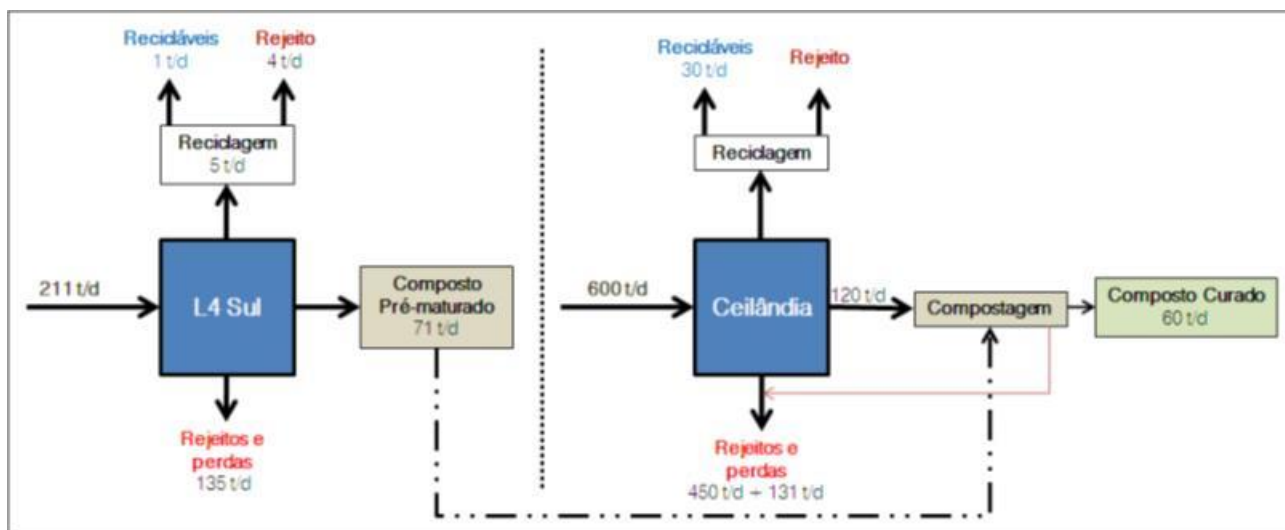 Recicláveis
1 t/d
Rejeito
4 t/d
Reciclagem
5 t/d
211 t/d
L4 Sul
Composto
Pré-maturado
71 t/d
Rejeitos e
perdas
135 t/d
Recicláveis
30 t/d
Rejeito
Reciclagem
600 t/d
Ceilândia
120 t/d
Compostagem
Composto Curado
60 t/d
Rejeitos e
perdas
450 t/d + 131 t/d